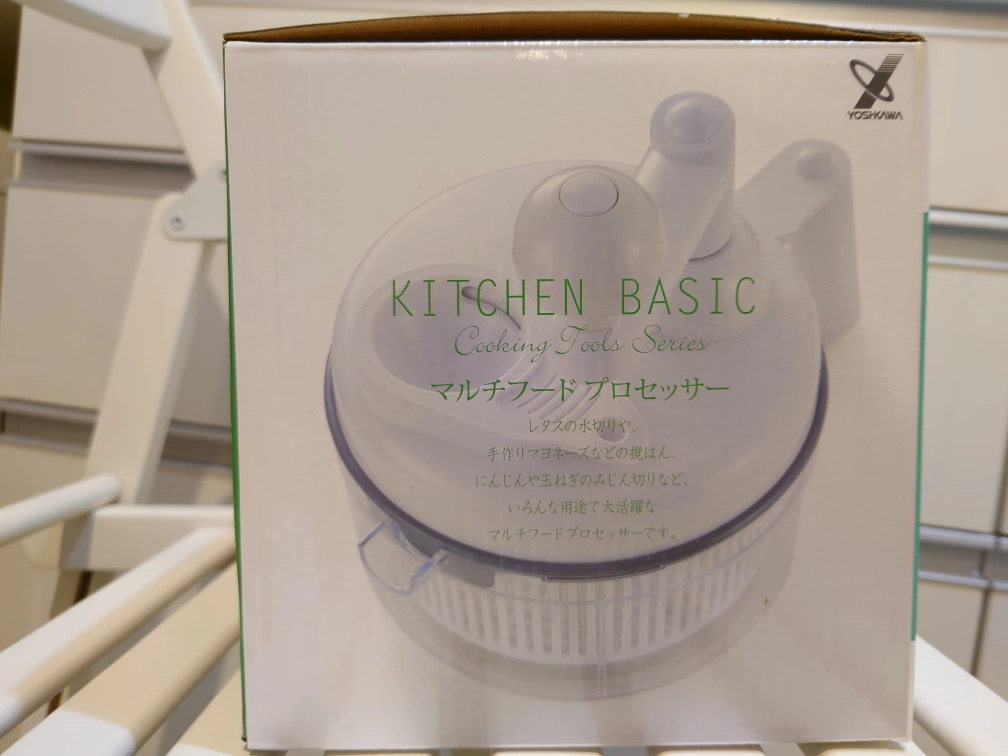 YOSHIKAWA
KITCHEN BASIC
Cooking Tools Series
マルチフード プロセッサー
レタスの水切りや、
手作りマヨネーズなどの撹はん、
にんじんや玉ねぎのみじん切りなど、
いろんな用途で大活躍な
マルチフードプロセッサーです。